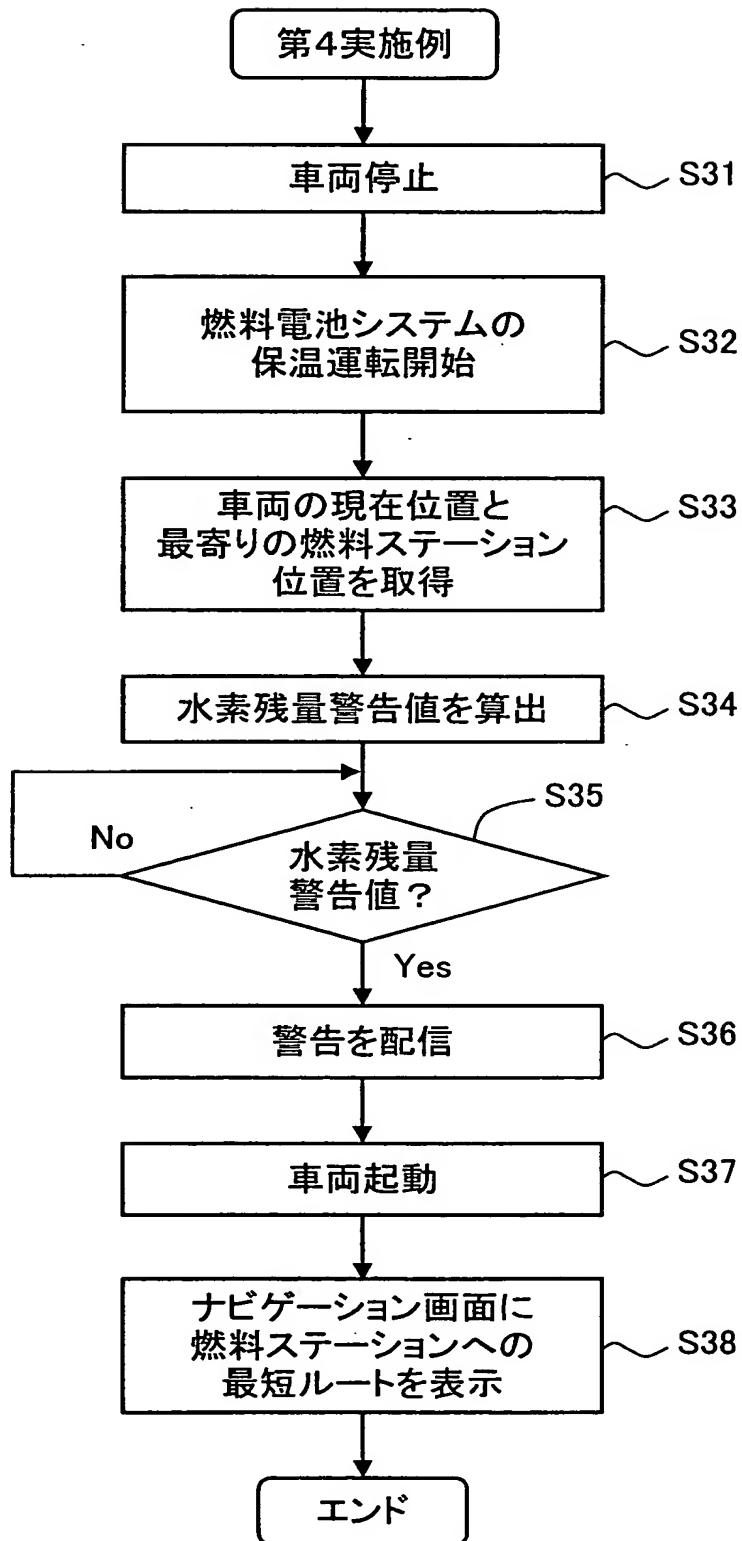 第4実施例
車両停止
S31
燃料電池システムの
保温運転開始
S32
車両の現在位置と
最寄りの燃料ステーション
位置を取得
S33
水素残量警告値を算出
S34
S35
No
水素残量
警告値？
Yes
警告を配信
S36
車両起動
S37
ナビゲーション画面に
燃料ステーションへの
最短ルートを表示
S38
エンド